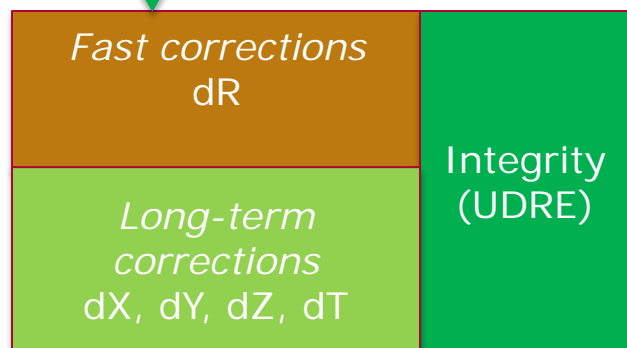 Fast corrections
dR
Long-term
corrections
dX, dY, dZ, dT
Integrity
(UDRE)